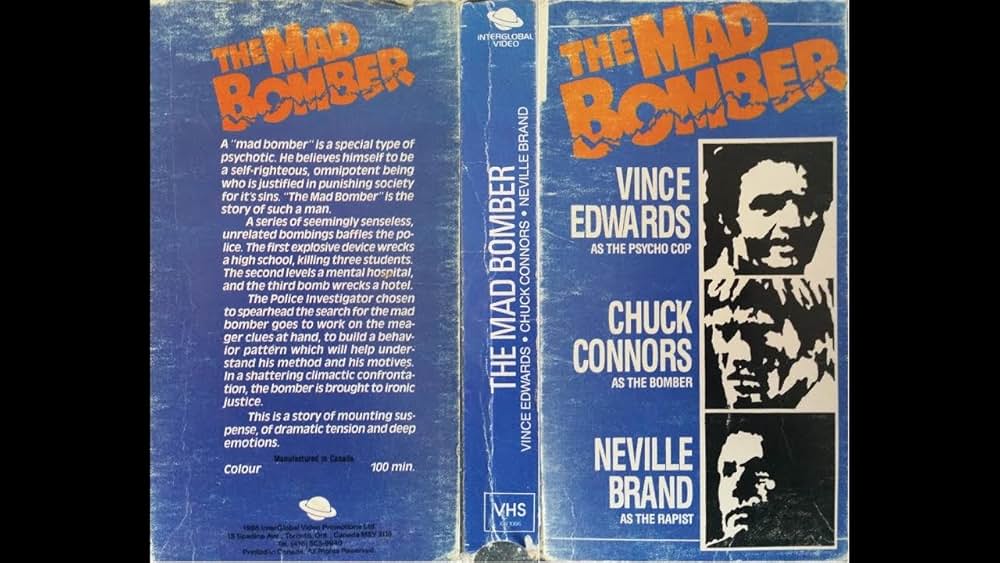 THE MAD
BOMBER
A "mad bomber" is a special type of
psychotic. He believes himself to be
a self-righteous, omnipotent being
who is justified in punishing society
for it's sins. "The Mad Bomber" is the
story of such a man.
A series of seemingly senseless,
unrelated bombings baffles the po-
lice. The first explosive device wrecks
a high school, killing three students.
The second levels a mental hospital,
and the third bomb wrecks a hotel.
The Police Investigator chosen
to spearhead the search for the mad
bomber goes to work on the mea-
ger clues at hand, to build a behav-
ior pattern which will help under-
stand his method and his motives.
In a shattering climactic confronta-
tion, the bomber is brought to ironic
justice.
This is a story of mounting sus-
pense, of dramatic tension and deep
emotions.
Manufactured in Canada
Colour 100 min.
InterGlobal Video Promotions Ltd.
Spadina Ave., Toronto, Ont., Canada
Printed in Canada. All Rights Reserved.
INTERGLOBAL
VIDEO
THE MAD BOMBER
VINCE EDWARDS • CHUCK CONNORS • NEVILLE BRAND
VHS
THE MAD
BOMBER
VINCE
EDWARDS
AS THE PSYCHO COP
CHUCK
CONNORS
AS THE BOMBER
NEVILLE
BRAND
AS THE RAPIST